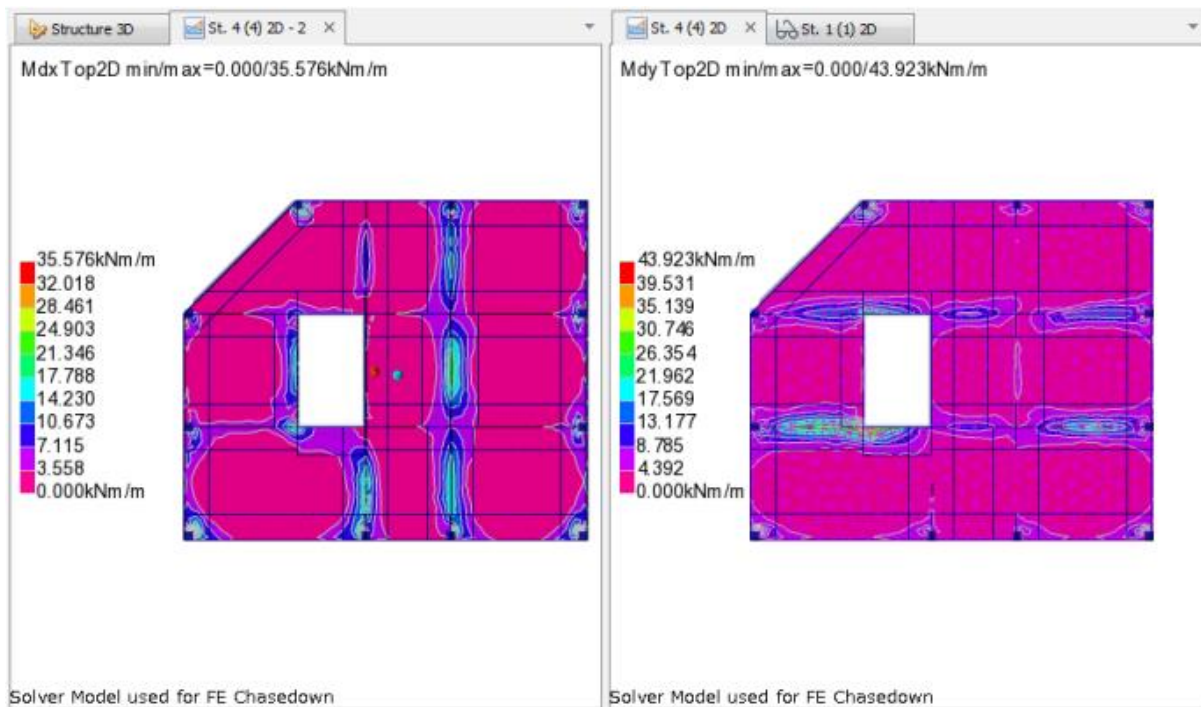 Structure 3D
St. 4 (4) 2D - 2
St. 4 (4) 2D
St. 1 (1) 2D
Mdx Top2D min/max=0.000/35.576kNm/m
35.576kNm/m
32.018
28.461
24.903
21.346
17.788
14.230
10.673
7.115
3.558
0.000kNm/m
Solver Model used for FE Chasedown
Mdy Top2D min/max=0.000/43.923kNm/m
43.923kNm/m
39.531
35.139
30.746
26.354
21.962
17.569
13.177
8.785
4.392
0.000kNm/m
Solver Model used for FE Chasedown